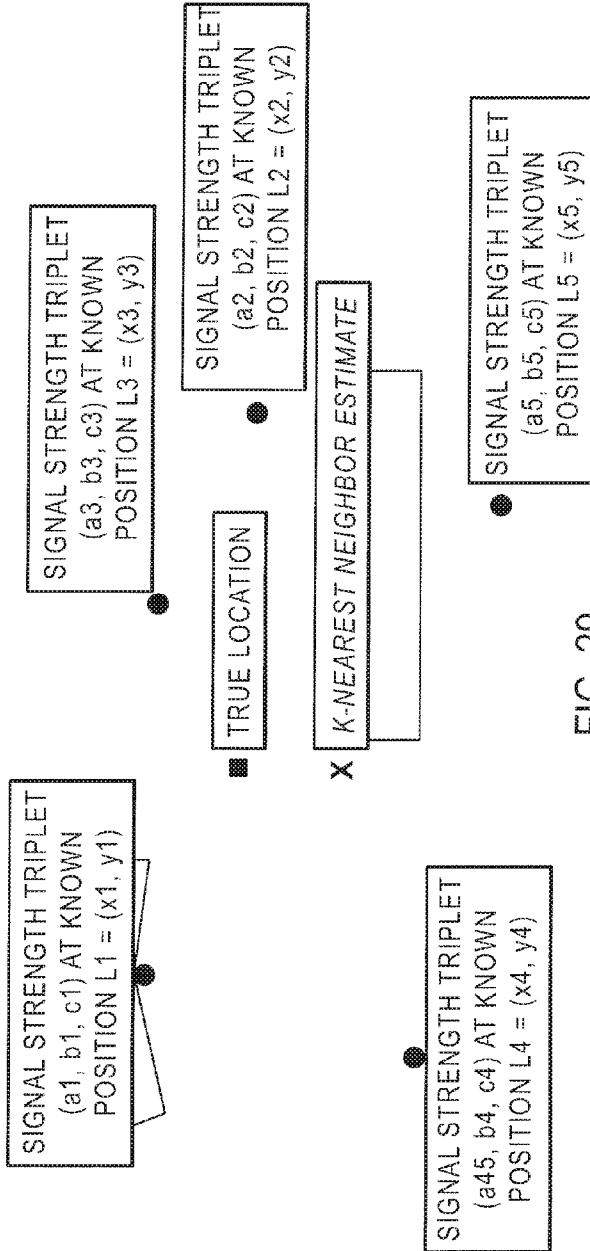 SIGNAL STRENGTH TRIPLET
(a1, b1, c1) AT KNOWN
POSITION L1 = (x1, y1)
SIGNAL STRENGTH TRIPLET
(a3, b3, c3) AT KNOWN
POSITION L3 = (x3, y3)
SIGNAL STRENGTH TRIPLET
(a2, b2, c2) AT KNOWN
POSITION L2 = (x2, y2)
TRUE LOCATION
X K-NEAREST NEIGHBOR ESTIMATE
SIGNAL STRENGTH TRIPLET
(a45, b4, c4) AT KNOWN
POSITION L4 = (x4, y4)
SIGNAL STRENGTH TRIPLET
(a5, b5, c5) AT KNOWN
POSITION L5 = (x5, y5)
FIG.